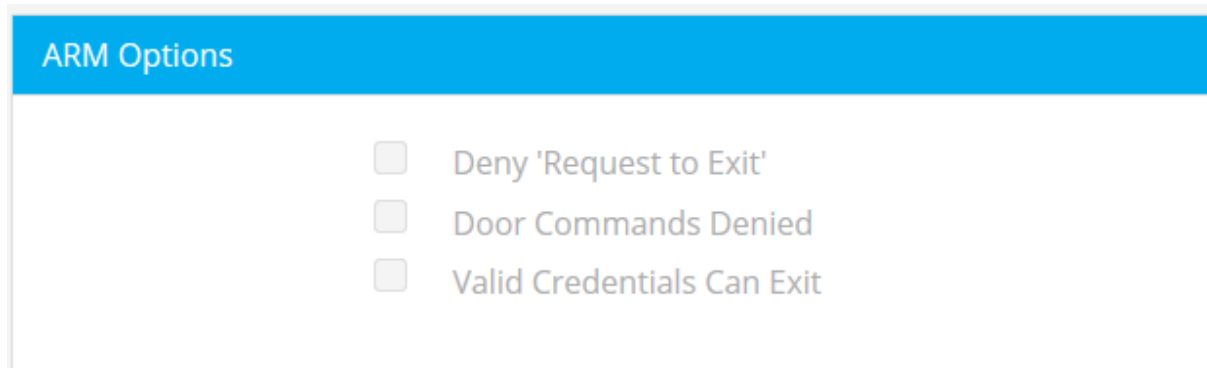 ARM Options
Deny 'Request to Exit'
Door Commands Denied
Valid Credentials Can Exit